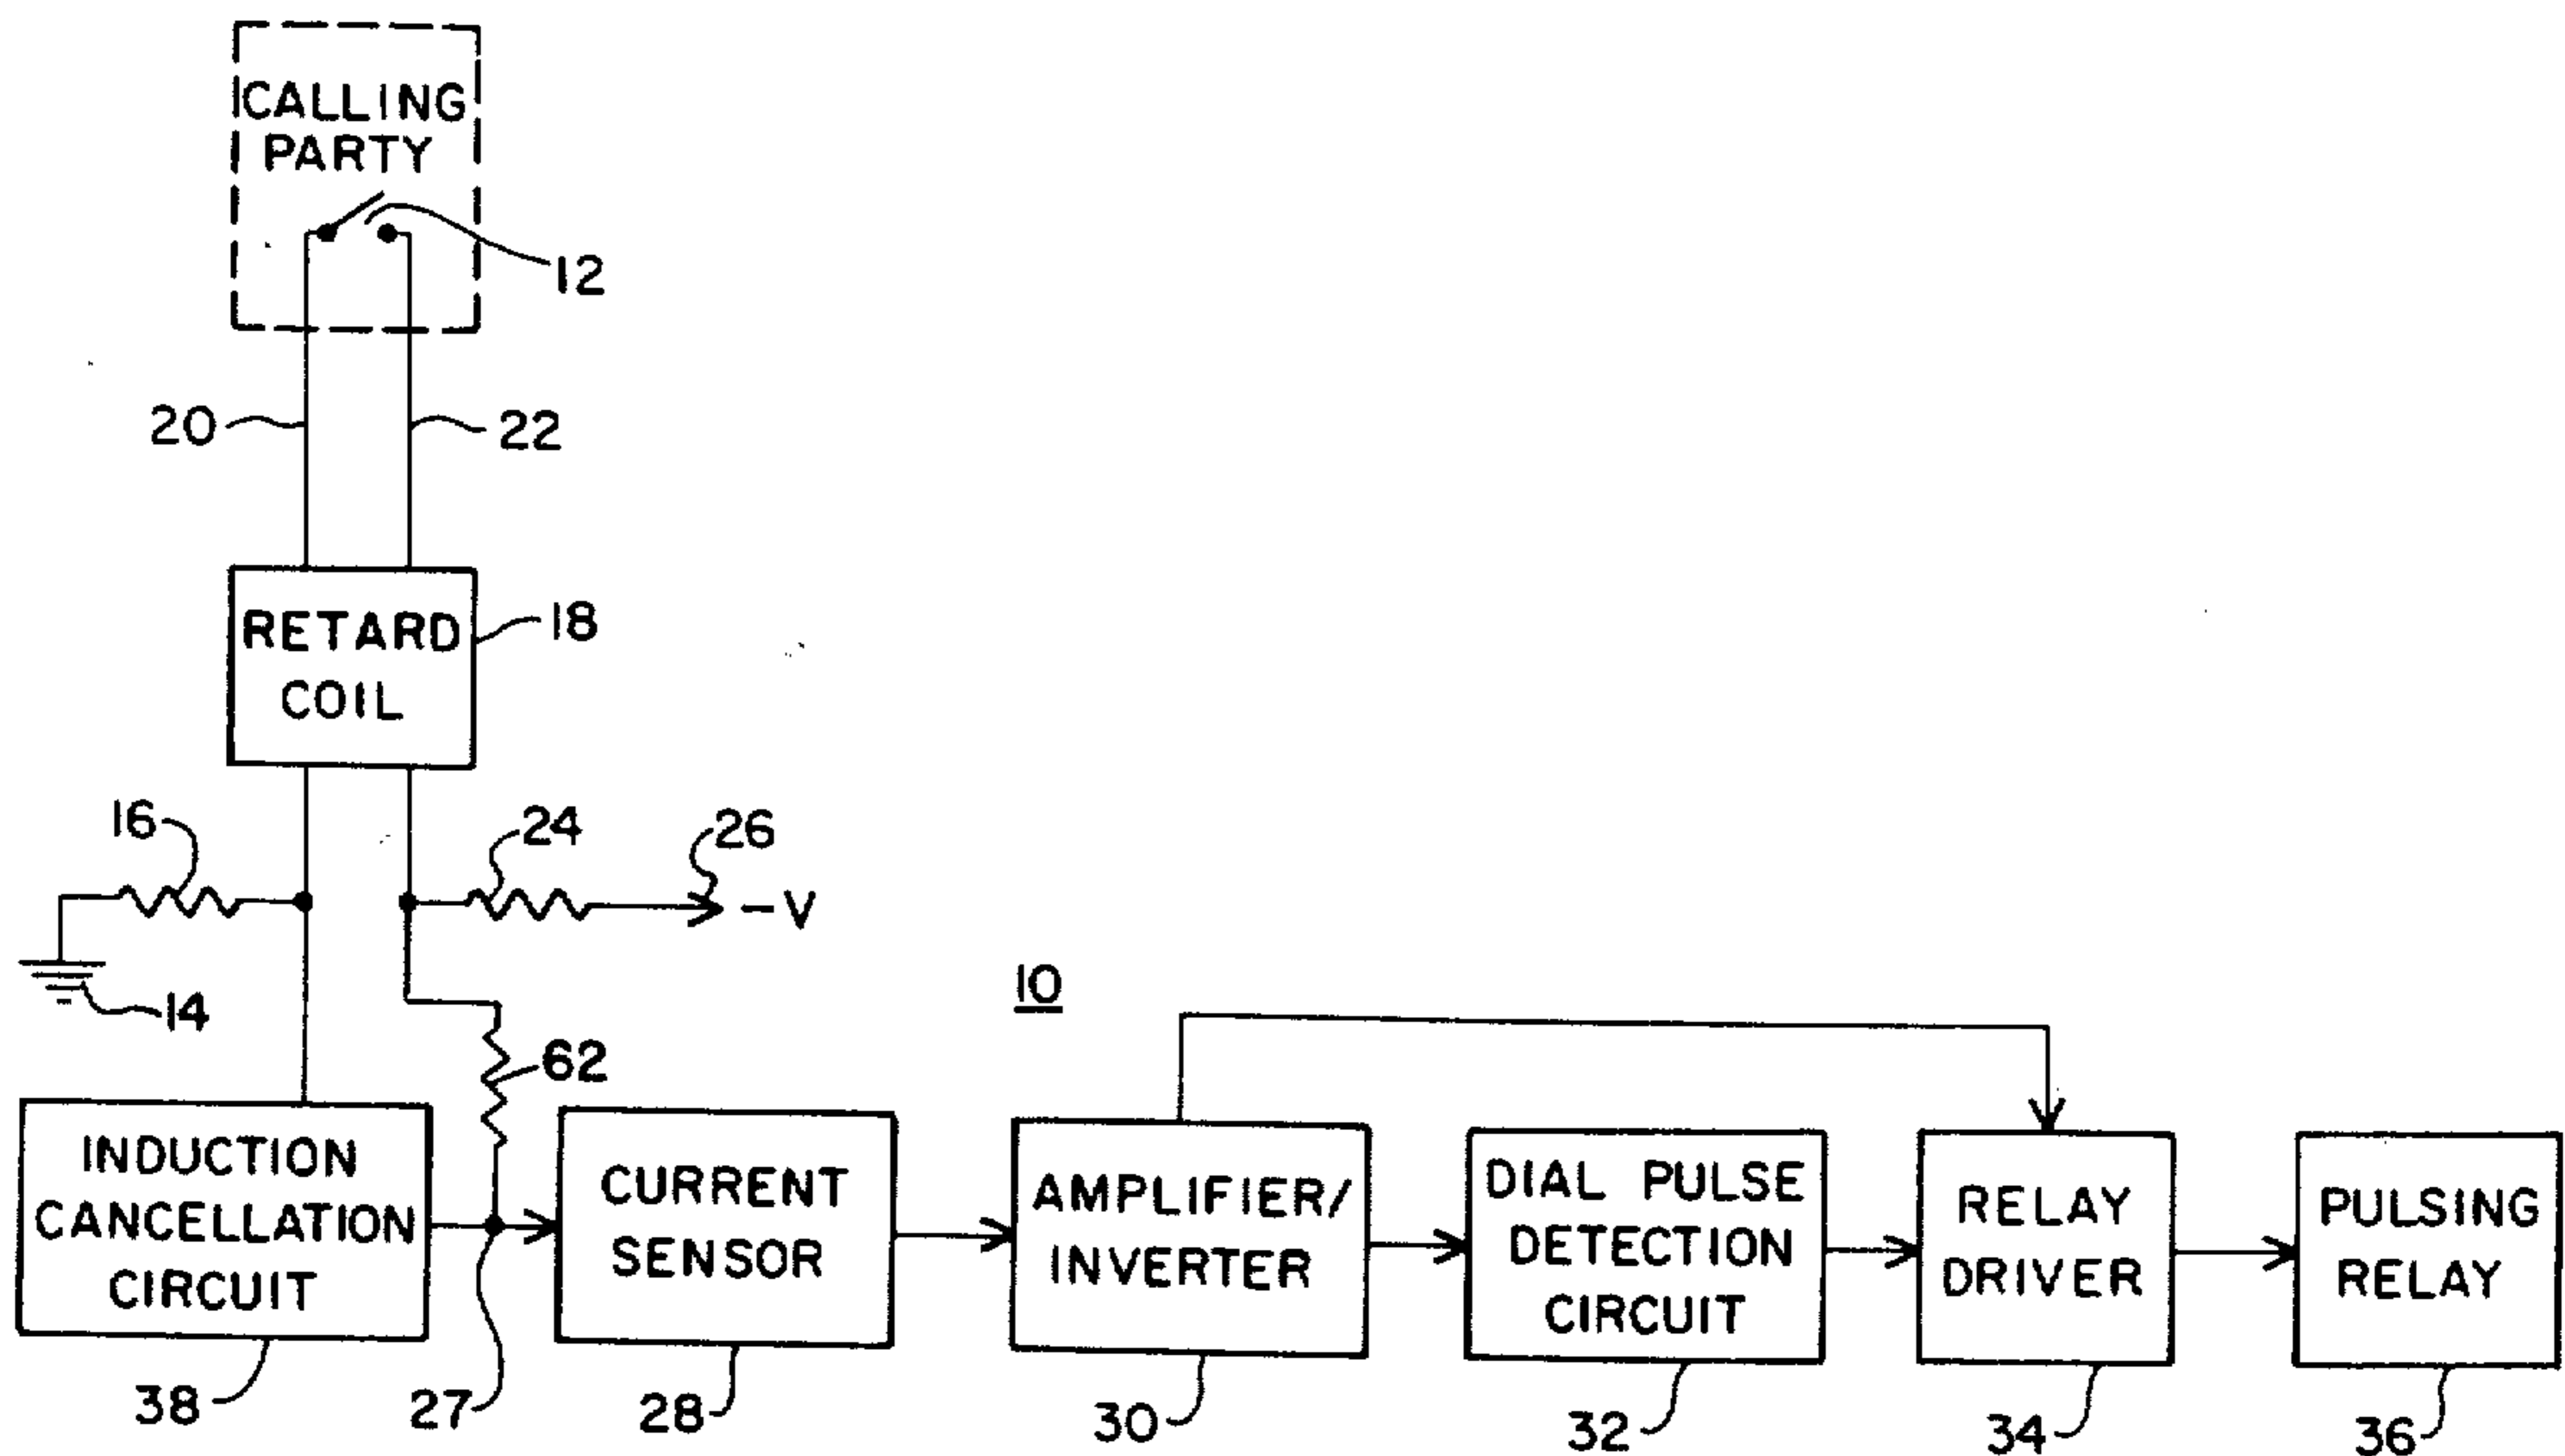 CALLING
PARTY
12
20
22
RETARD
COIL
18
16
24
26
-V
14
10
62
INDUCTION
CANCELLATION
CIRCUIT
CURRENT
SENSOR
AMPLIFIER/
INVERTER
DIAL PULSE
DETECTION
CIRCUIT
RELAY
DRIVER
PULSING
RELAY
38
27
28
30
32
34
36